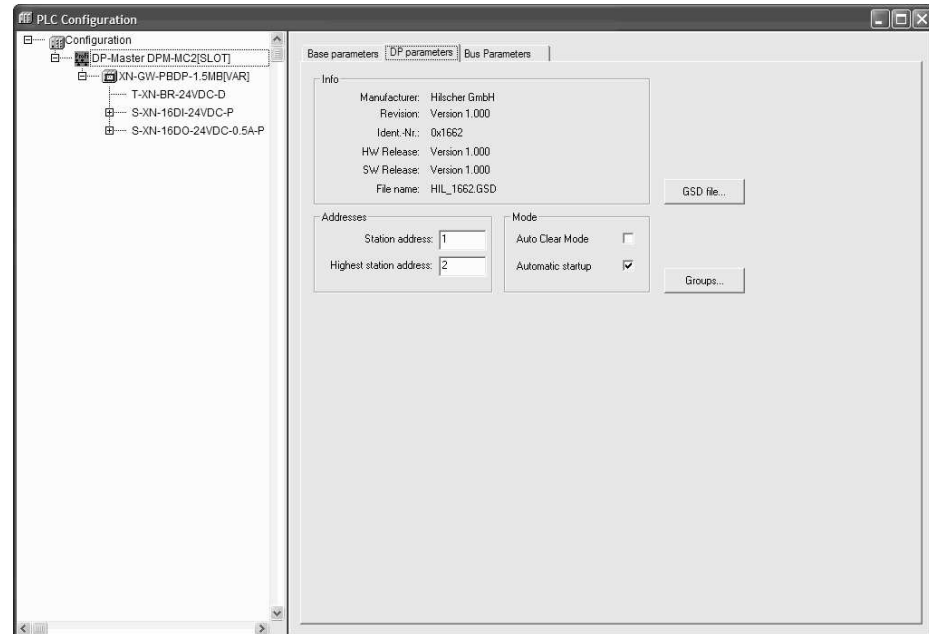 PLC Configuration
Configuration
DP-Master DPM-MC2[SLOT]
XN-GW-PBDP-1.5MB[VAR]
T-XN-BR-24VDC-D
S-XN-16DI-24VDC-P
S-XN-16DO-24VDC-0.5A-P
Base parameters DP parameters Bus Parameters
Info
Manufacturer: Hilscher GmbH
Revision: Version 1.000
Ident.-Nr.: 0x1662
HW Release: Version 1.000
SW Release: Version 1.000
File name: HIL_1662.GSD
GSD file...
Addresses
Station address: 1
Highest station address: 2
Mode
Auto Clear Mode
Automatic startup
Groups...